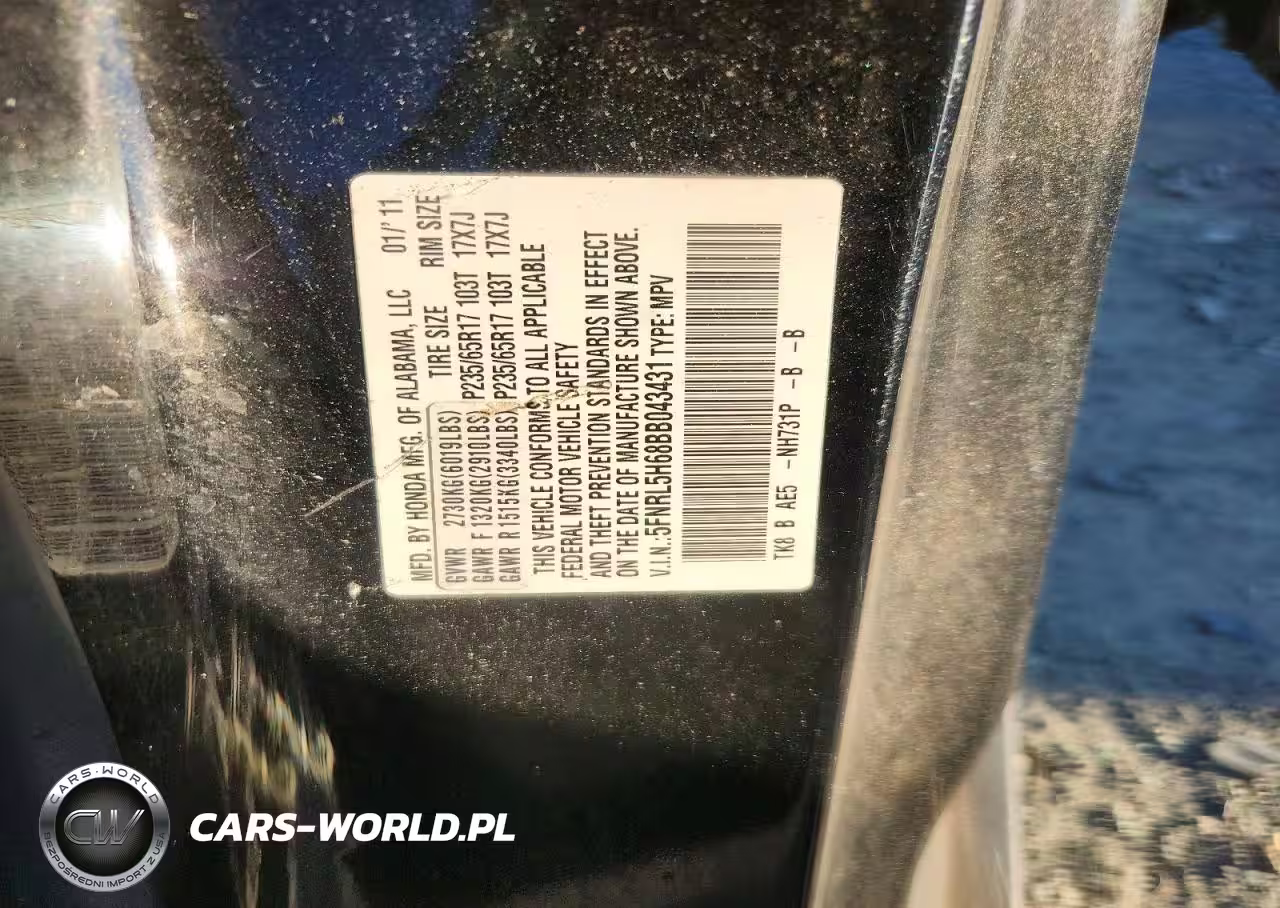 MFD. BY HONDA MFG. OF ALABAMA, LLC 01/'11
TIRE SIZE RIM SIZE
GVWR 2730KG(6019LBS)
GAWR F 1320KG(2910LBS) P235/65R17 103T 17X7J
GAWR R 1515KG(3340LBS) P235/65R17 103T 17X7J
THIS VEHICLE CONFORMS TO ALL APPLICABLE
FEDERAL MOTOR VEHICLE SAFETY
AND THEFT PREVENTION STANDARDS IN EFFECT
ON THE DATE OF MANUFACTURE SHOWN ABOVE.
V.I.N.:5FNRL5H68BB043431 TYPE: MPV
TK8 B AE5 -NH731P -B -B
CARS-WORLD
CW
BEZPOŚREDNI IMPORT Z USA
CARS-WORLD.PL